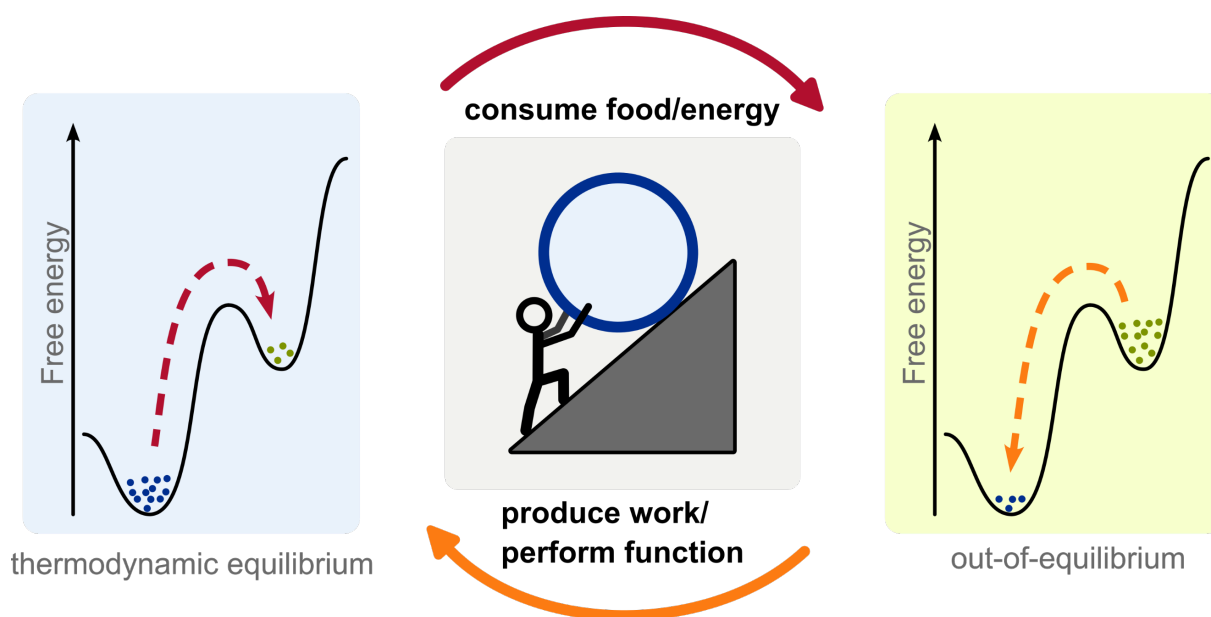 consume food/energy
Free energy
thermodynamic equilibrium
produce work/
perform function
Free energy
out-of-equilibrium